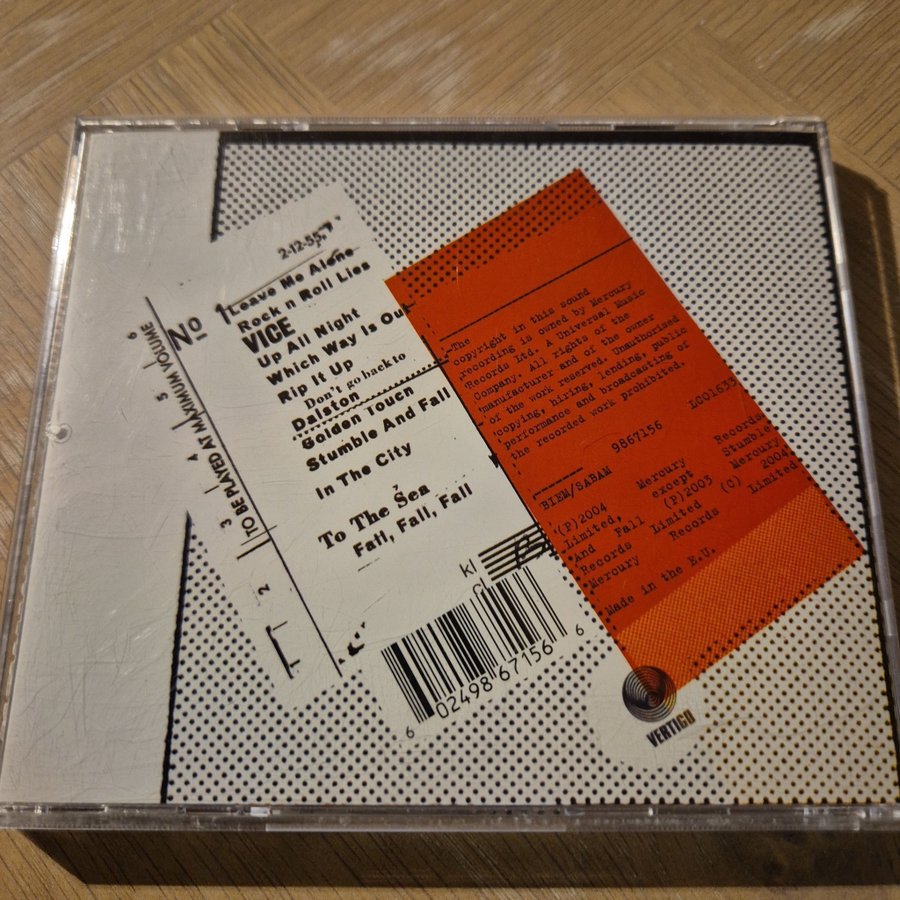 2-12-55
Leave Me Alone
Rock n Roll Lies
VICE
Up All Night
Which Way Is Out
Rip It Up
Don't go back to
Dalston
Golden Touch
Stumble And Fall
In The City
To The Sea
Fall, Fall, Fall
No 1
TO BE PLAYED AT MAXIMUM VOLUME
1 2 3 4 5 6
The
copyright in this sound
recording is owned by Mercury
Records Ltd. A Universal Music
Company. All rights of the
manufacturer and of the owner
of the work reserved. Unauthorised
copying, hiring, lending, public
performance and broadcasting of
the recorded work prohibited.
9867156 L001633
BIEM/SABAM
(P)2004 Mercury Records
Limited, except Stumble
And Fall (P)2003 Mercury
Records Limited (C) 2004
Mercury Records Limited
Made in the E.U.
6 02498 67156 6
VERTIGO